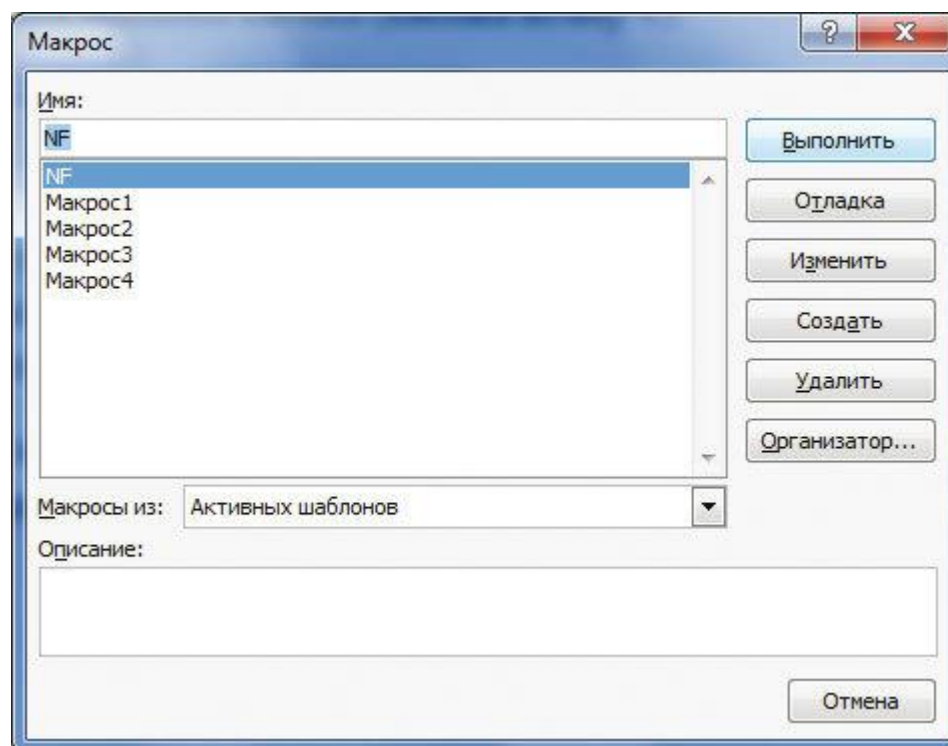 Макрос
Имя:
NF
NF
Макрос1
Макрос2
Макрос3
Макрос4
Выполнить
Отладка
Изменить
Создать
Удалить
Организатор...
Макросы из: Активных шаблонов
Описание:
Отмена